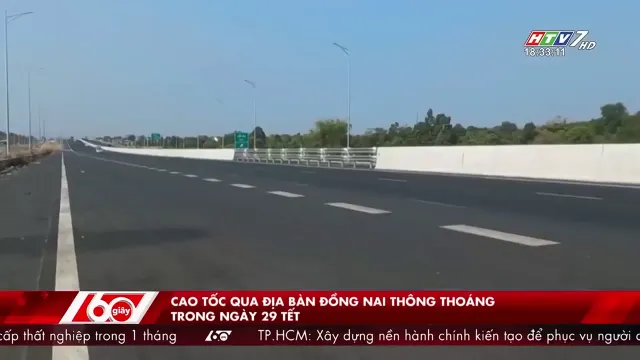 HTV7 HD
18:33:11
60 giây
CAO TỐC QUA ĐỊA BÀN ĐỒNG NAI THÔNG THOÁNG
TRONG NGÀY 29 TẾT
cấp thất nghiệp trong 1 tháng 60 TP.HCM: Xây dựng nền hành chính kiến tạo để phục vụ người d